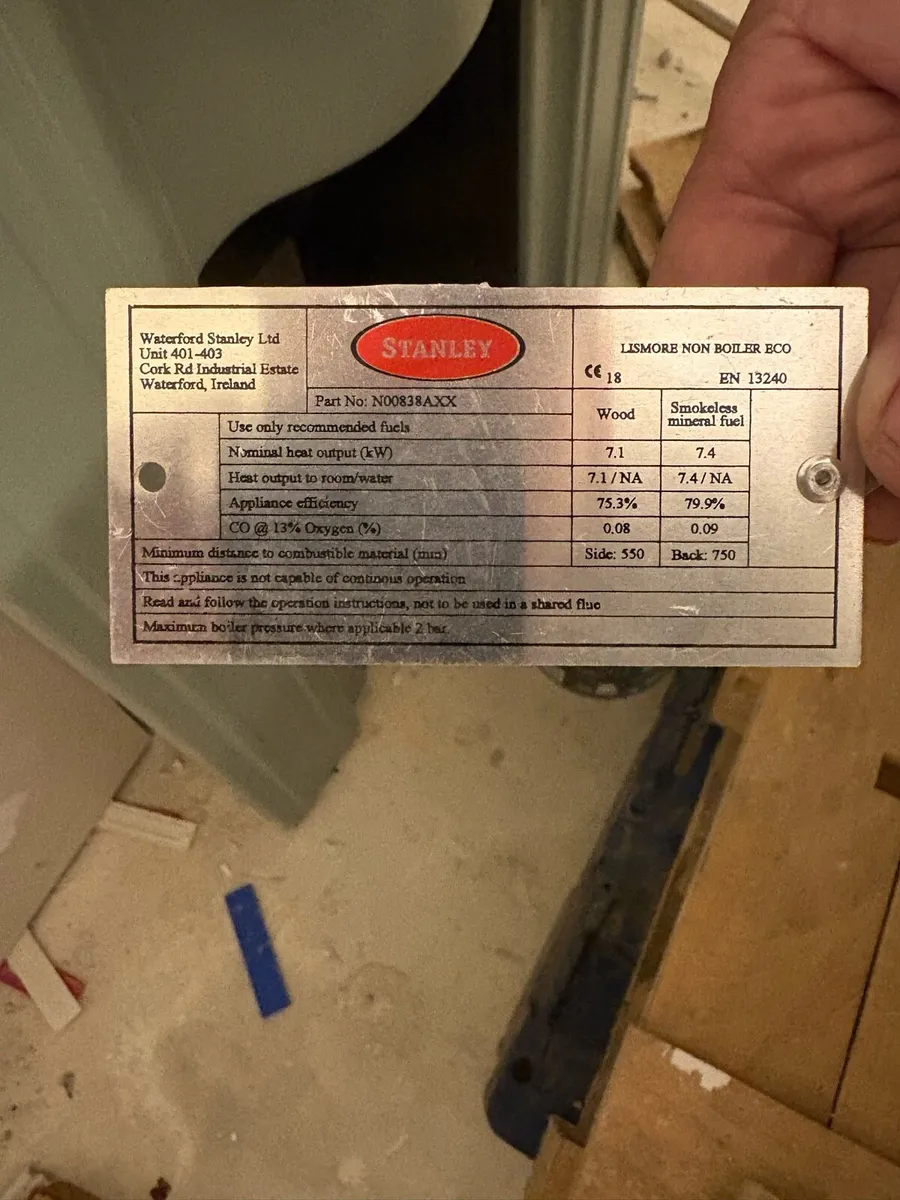 Waterford Stanley Ltd
Unit 401-403
Cork Rd Industrial Estate
Waterford, Ireland
STANLEY
Part No: N00838AXX
LISMORE NON BOILER ECO
CE 18 EN 13240
Wood Smokeless mineral fuel
Use only recommended fuels
Nominal heat output (kW) 7.1 7.4
Heat output to room/water 7.1 / NA 7.4 / NA
Appliance efficiency 75.3% 79.9%
CO @ 13% Oxygen (%) 0.08 0.09
Minimum distance to combustible material (mm) Side: 550 Back: 750
This appliance is not capable of continous operation
Read and follow the operation instructions, not to be used in a shared flue
Maximum boiler pressure where applicable 2 bar